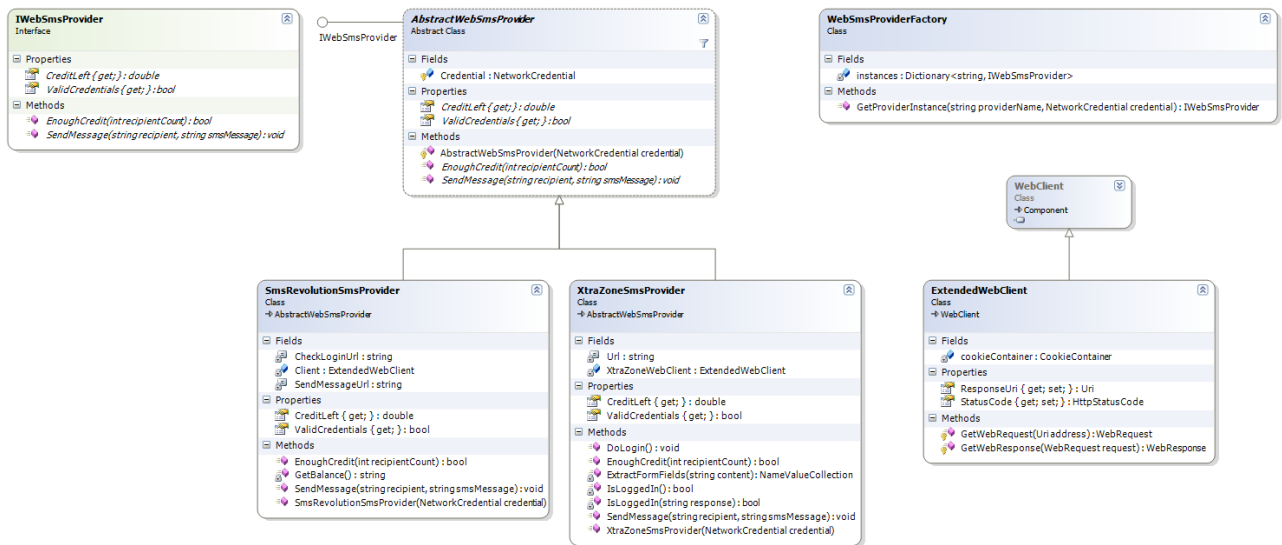 IWebSmsProvider
Interface
Properties
CreditLeft { get; } : double
ValidCredentials { get; } : bool
Methods
EnoughCredit(int recipientCount) : bool
SendMessage(string recipient, string smsMessage) : void
IWebSmsProvider
AbstractWebSmsProvider
Abstract Class
Fields
Credential : NetworkCredential
Properties
CreditLeft { get; } : double
ValidCredentials { get; } : bool
Methods
AbstractWebSmsProvider(NetworkCredential credential)
EnoughCredit(int recipientCount) : bool
SendMessage(string recipient, string smsMessage) : void
WebSmsProviderFactory
Class
Fields
instances : Dictionary<string, IWebSmsProvider>
Methods
GetProviderInstance(string providerName, NetworkCredential credential) : IWebSmsProvider
WebClient
Class
Component
SmsRevolutionSmsProvider
Class
AbstractWebSmsProvider
Fields
CheckLoginUrl : string
Client : ExtendedWebClient
SendMessageUrl : string
Properties
CreditLeft { get; } : double
ValidCredentials { get; } : bool
Methods
EnoughCredit(int recipientCount) : bool
GetBalance() : string
SendMessage(string recipient, string smsMessage) : void
SmsRevolutionSmsProvider(NetworkCredential credential)
XtraZoneSmsProvider
Class
AbstractWebSmsProvider
Fields
Url : string
XtraZoneWebClient : ExtendedWebClient
Properties
CreditLeft { get; } : double
ValidCredentials { get; } : bool
Methods
DoLogin() : void
EnoughCredit(int recipientCount) : bool
ExtractFormFields(string content) : NameValueCollection
IsLoggedIn() : bool
IsLoggedIn(string response) : bool
SendMessage(string recipient, string smsMessage) : void
XtraZoneSmsProvider(NetworkCredential credential)
ExtendedWebClient
Class
WebClient
Fields
cookieContainer : CookieContainer
Properties
ResponseUri { get; set; } : Uri
StatusCode { get; set; } : HttpStatusCode
Methods
GetWebRequest(Uri address) : WebRequest
GetWebResponse(WebRequest request) : WebResponse